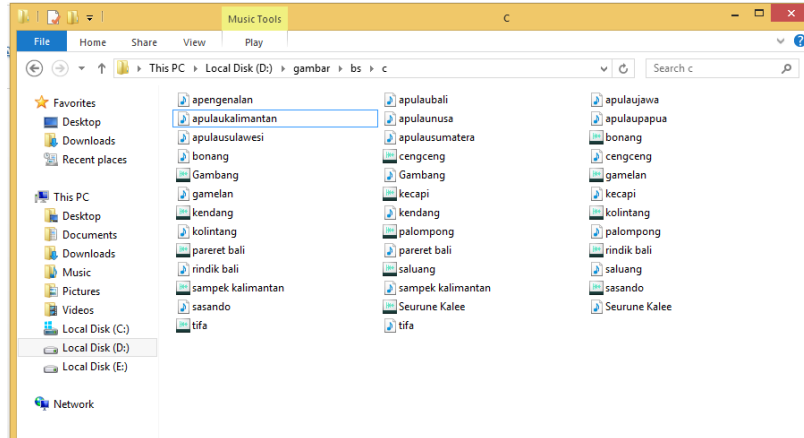 Music Tools
C
File Home Share View Play
This PC Local Disk (D:) gambar bs c
Search c
Favorites
Desktop
Downloads
Recent places
This PC
Desktop
Documents
Downloads
Music
Pictures
Videos
Local Disk (C:)
Local Disk (D:)
Local Disk (E:)
Network
apengenalan apulaubali apulaujawa
apulaukalimantan apulaunusa apulaupapua
apulausulawesi apulausumatera bonang
bonang cengceng cengceng
Gambang Gambang gamelan
gamelan kecapi kecapi
kendang kendang kolintang
kolintang palompong palompong
pareret bali pareret bali rindik bali
rindik bali saluang saluang
sampek kalimantan sampek kalimantan sasando
sasando Seurune Kalee Seurune Kalee
tifa tifa